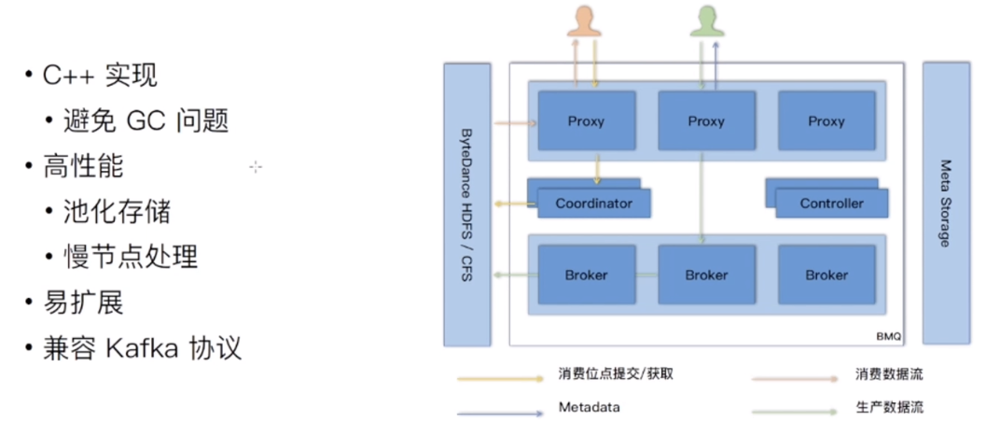 • C++ 实现
• 避免 GC 问题
• 高性能
• 池化存储
• 慢节点处理
• 易扩展
• 兼容 Kafka 协议
ByteDance HDFS / CFS
Proxy
Proxy
Proxy
Coordinator
Controller
Broker
Broker
Broker
BMQ
Meta Storage
消费位点提交/获取
消费数据流
Metadata
生产数据流